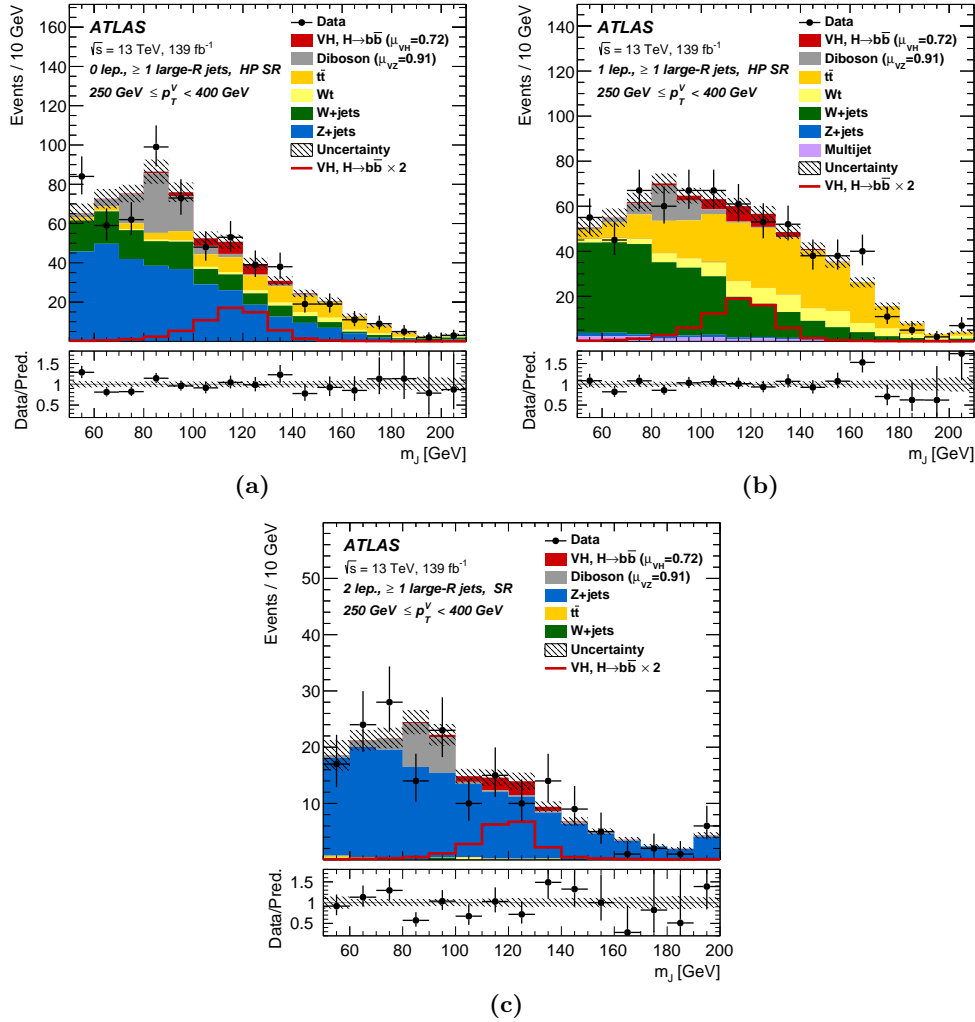 Events / 10 GeV
160
140
120
100
80
60
40
20
ATLAS
√s = 13 TeV, 139 fb⁻¹
0 lep., ≥ 1 large-R jets, HP SR
250 GeV ≤ p_T^V < 400 GeV
Data
VH, H→bb̄ (μ_VH=0.72)
Diboson (μ_VZ=0.91)
tt̄
Wt
W+jets
Z+jets
Uncertainty
VH, H→bb̄ × 2
Data/Pred.
1.5
1
0.5
60 80 100 120 140 160 180 200
m_J [GeV]
(a)
Events / 10 GeV
140
120
100
80
60
40
20
ATLAS
√s = 13 TeV, 139 fb⁻¹
1 lep., ≥ 1 large-R jets, HP SR
250 GeV ≤ p_T^V < 400 GeV
Data
VH, H→bb̄ (μ_VH=0.72)
Diboson (μ_VZ=0.91)
tt̄
Wt
W+jets
Z+jets
Multijet
Uncertainty
VH, H→bb̄ × 2
Data/Pred.
1.5
1
0.5
60 80 100 120 140 160 180 200
m_J [GeV]
(b)
Events / 10 GeV
50
40
30
20
10
ATLAS
√s = 13 TeV, 139 fb⁻¹
2 lep., ≥ 1 large-R jets, SR
250 GeV ≤ p_T^V < 400 GeV
Data
VH, H→bb̄ (μ_VH=0.72)
Diboson (μ_VZ=0.91)
Z+jets
tt̄
W+jets
Uncertainty
VH, H→bb̄ × 2
Data/Pred.
1.5
1
0.5
60 80 100 120 140 160 180 200
m_J [GeV]
(c)